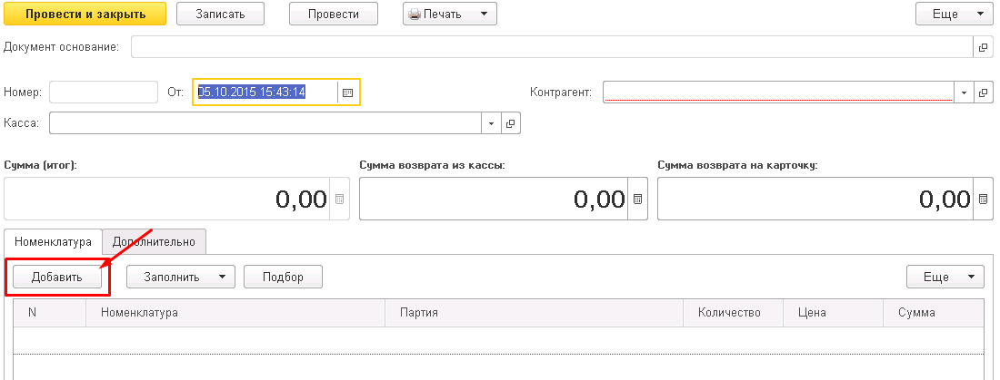 Провести и закрыть Записать Провести Печать Еще
Документ основание:
Номер: От: 05.10.2015 15:43:14 Контрагент:
Касса:
Сумма (итог): Сумма возврата из кассы: Сумма возврата на карточку:
0,00 0,00 0,00
Номенклатура Дополнительно
Добавить Заполнить Подбор Еще
N Номенклатура Партия Количество Цена Сумма